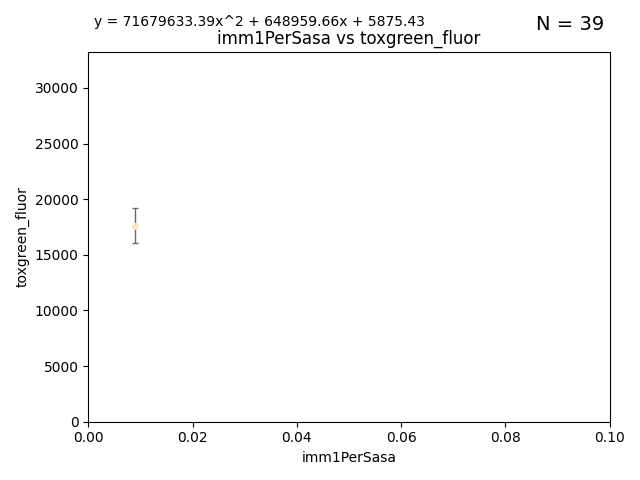 y = 71679633.39x^2 + 648959.66x + 5875.43
N = 39
imm1PerSasa vs toxgreen_fluor
30000
25000
20000
15000
10000
5000
0
toxgreen_fluor
0.00 0.02 0.04 0.06 0.08 0.10
imm1PerSasa